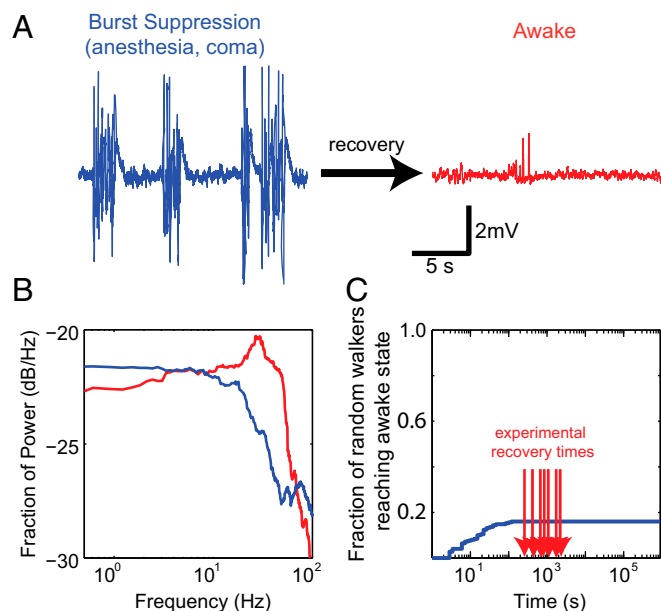 A
Burst Suppression
(anesthesia, coma)
Awake
recovery
2mV
5 s
B
Fraction of Power (dB/Hz)
-20
-25
-30
10^0
10^1
10^2
Frequency (Hz)
C
Fraction of random walkers
reaching awake state
1.0
0.6
0.2
experimental
recovery times
10^1
10^3
10^5
Time (s)